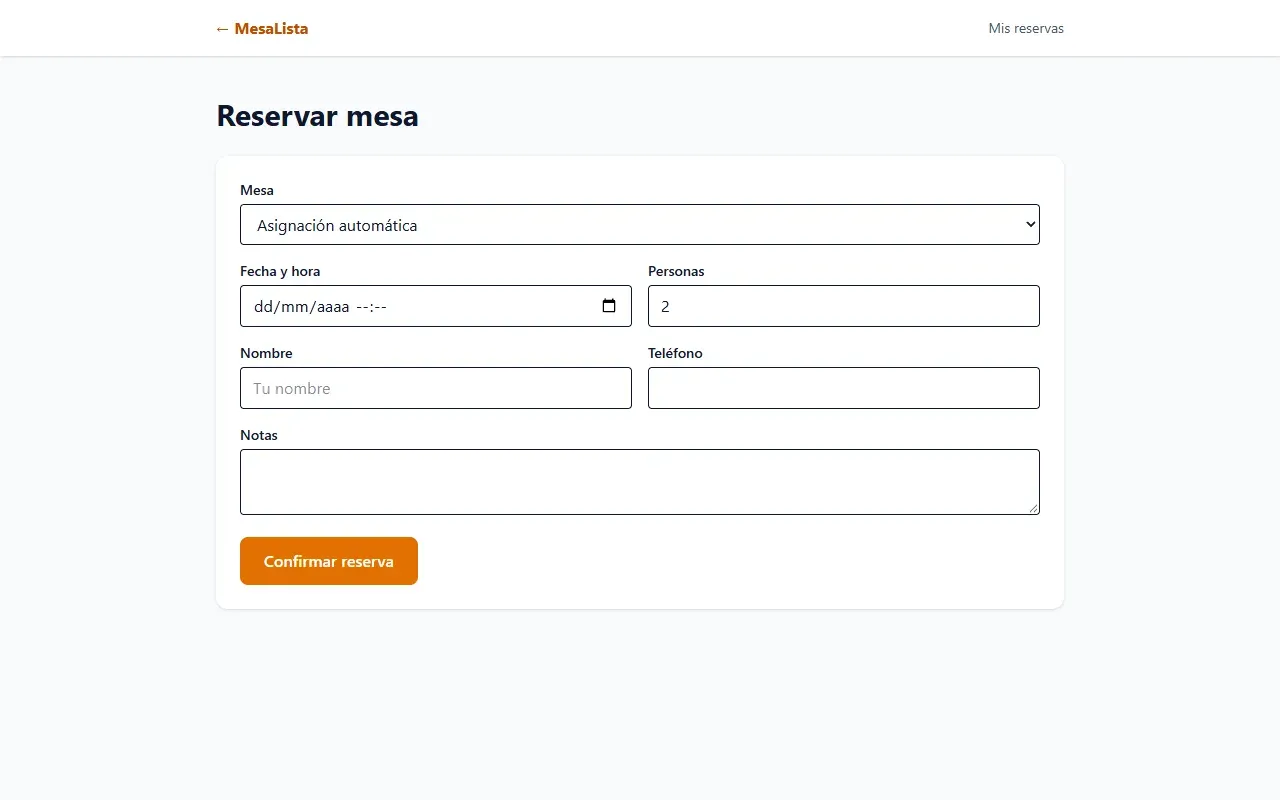 ← MesaLista
Mis reservas
Reservar mesa
Mesa
Asignación automática
Fecha y hora
Personas
dd/mm/aaaa --:--
2
Nombre
Teléfono
Tu nombre
Notas
Confirmar reserva